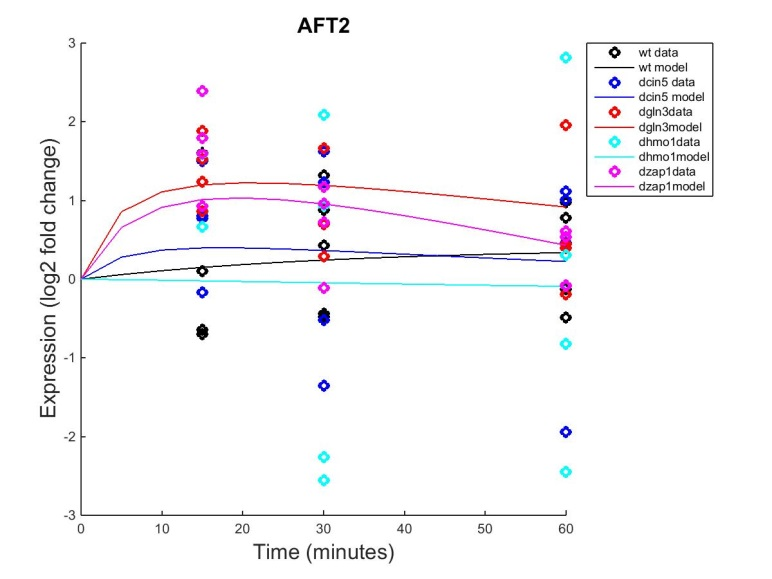 AFT2
Expression (log2 fold change)
3
2
1
0
-1
-2
-3
0 10 20 30 40 50 60
Time (minutes)
wt data
wt model
dcin5 data
dcin5 model
dgln3data
dgln3model
dhmo1data
dhmo1model
dzap1data
dzap1model